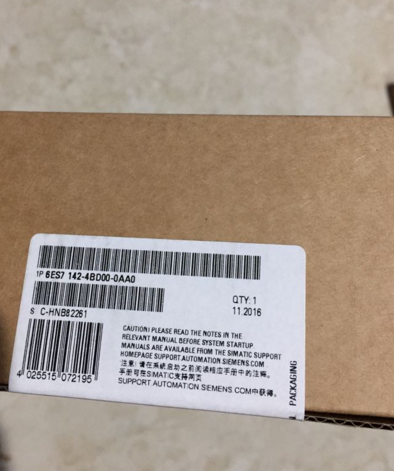 1P 6ES7 142-4BD00-0AA0
S C-HNB82261
QTY: 1
11.2016
CAUTION! PLEASE READ THE NOTES IN THE
RELEVANT MANUAL BEFORE SYSTEM STARTUP
MANUALS ARE AVAILABLE FROM THE SIMATIC SUPPORT
HOMEPAGE SUPPORT.AUTOMATION.SIEMENS.COM
注意: 请在系统启动之前阅读相应手册中的注释。
手册可在SIMATIC支持网页
SUPPORT.AUTOMATION.SIEMENS.COM中获得。
4 025515 072195
PACKAGING